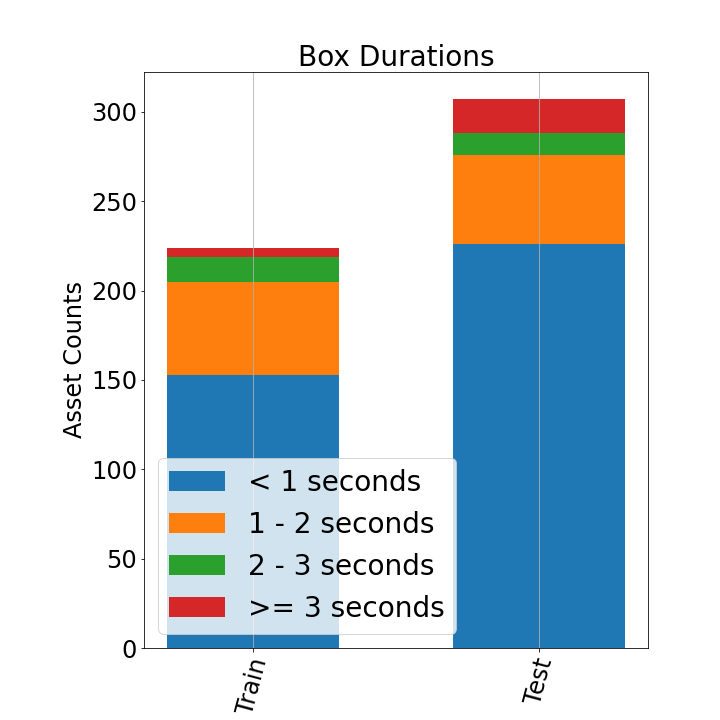 Box Durations
Asset Counts
300
250
200
150
100
50
0
< 1 seconds
1 - 2 seconds
2 - 3 seconds
>= 3 seconds
Train
Test